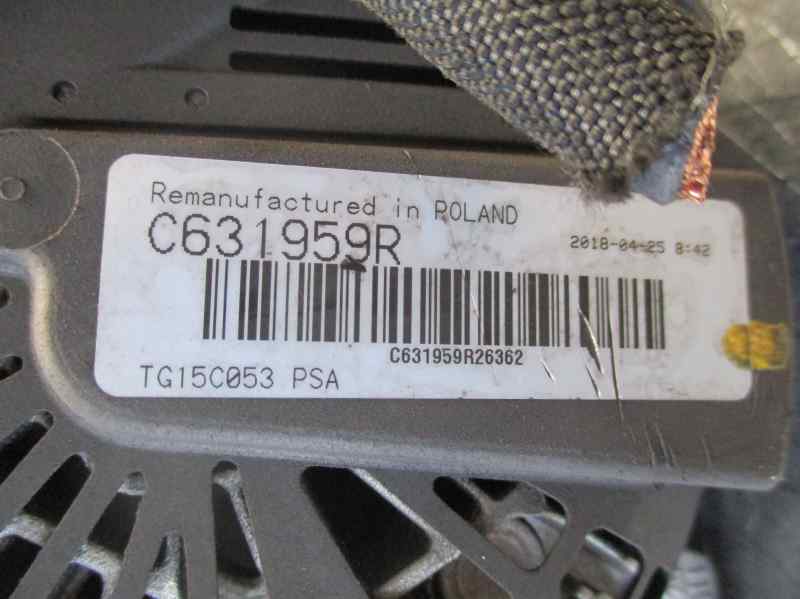 Remanufactured in POLAND
C631959R
2018-04-25 8:42
C631959R26362
TG15C053 PSA